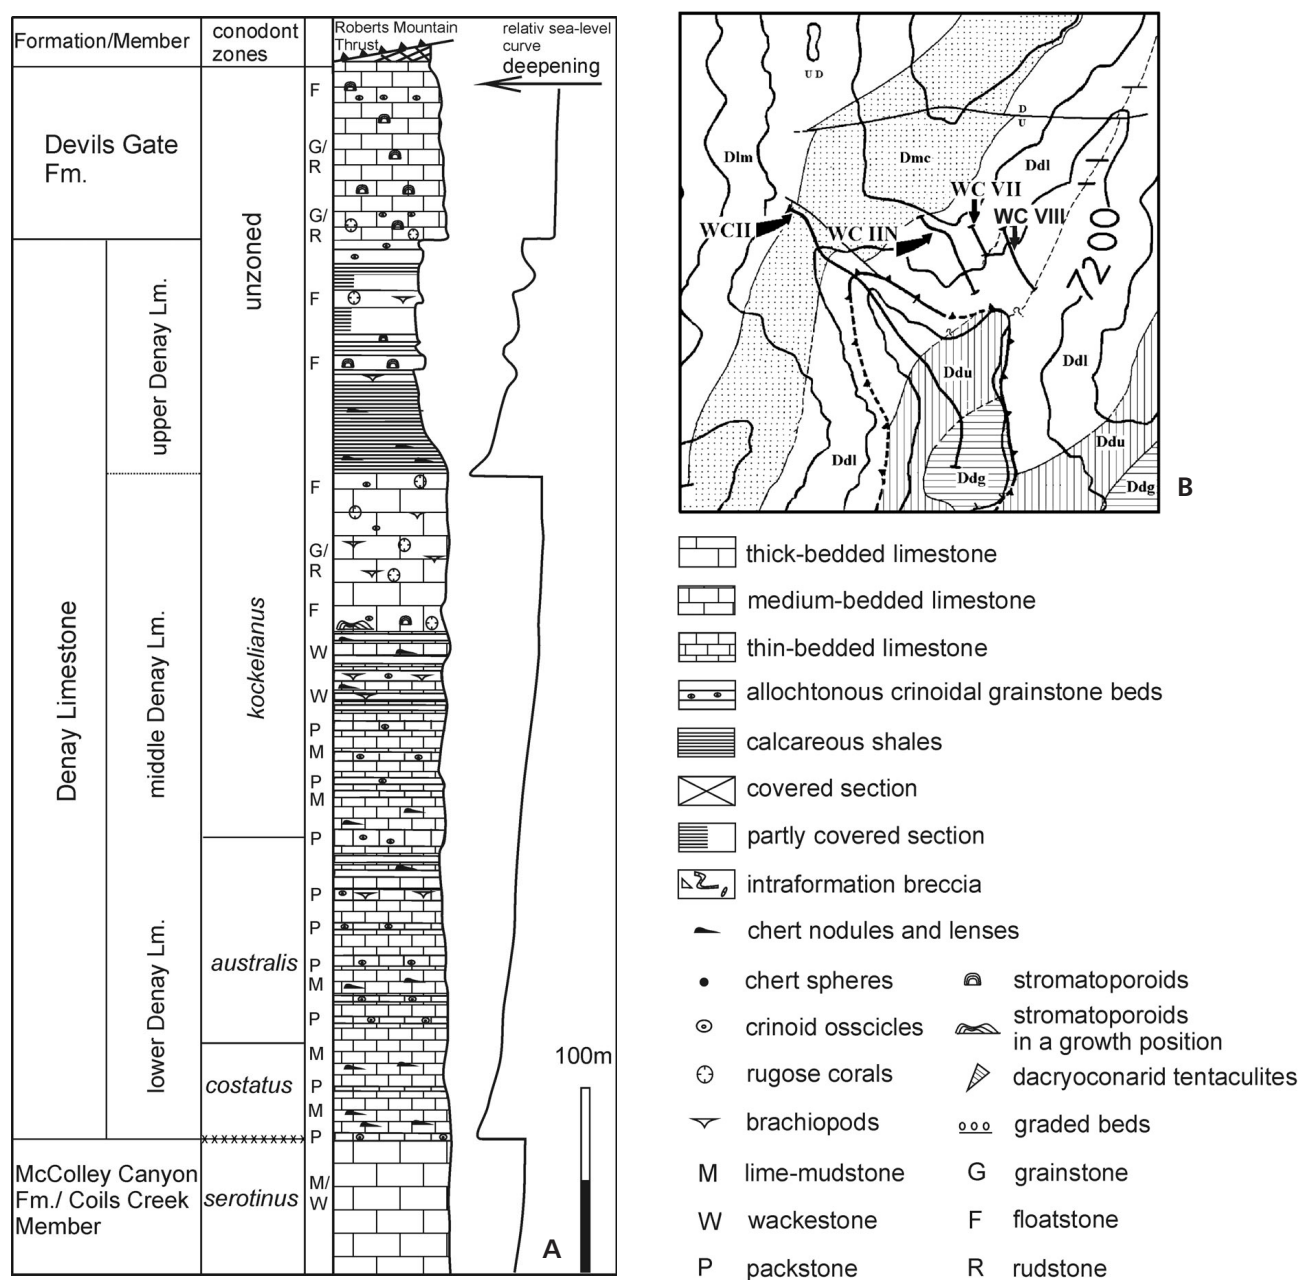 Formation/Member
conodont
zones
Roberts Mountain
Thrust
relativ sea-level
curve
deepening
Devils Gate
Fm.
unzoned
Denay Limestone
upper Denay Lm.
middle Denay Lm.
lower Denay Lm.
kockelianus
australis
costatus
xxxxxxxxxxxx
McColley Canyon
Fm./ Coils Creek
Member
serotinus
F
G/
R
G/
R
F
F
F
G/
R
F
W
W
P
M
P
M
P
P
P
P
M
P
M
P
M
P
M/
W
100m
A
U D
D
U
Dlm
Dmc
Ddl
WC VII
WC VIII
WCII
WC IIN
7200
Ddu
Ddl
Ddl
Ddu
Ddg
Ddg
B
thick-bedded limestone
medium-bedded limestone
thin-bedded limestone
allochtonous crinoidal grainstone beds
calcareous shales
covered section
partly covered section
intraformation breccia
chert nodules and lenses
chert spheres
stromatoporoids
crinoid osscicles
stromatoporoids
in a growth position
rugose corals
dacryoconarid tentaculites
brachiopods
graded beds
M lime-mudstone
G grainstone
W wackestone
F floatstone
P packstone
R rudstone